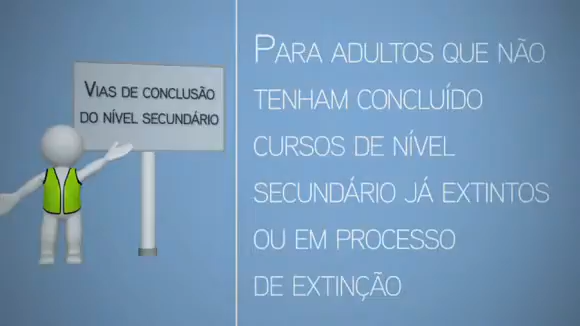 VIAS DE CONCLUSÃO
DO NÍVEL SECUNDÁRIO
PARA ADULTOS QUE NÃO
TENHAM CONCLUÍDO
CURSOS DE NÍVEL
SECUNDÁRIO JÁ EXTINTOS
OU EM PROCESSO
DE EXTINÇÃO